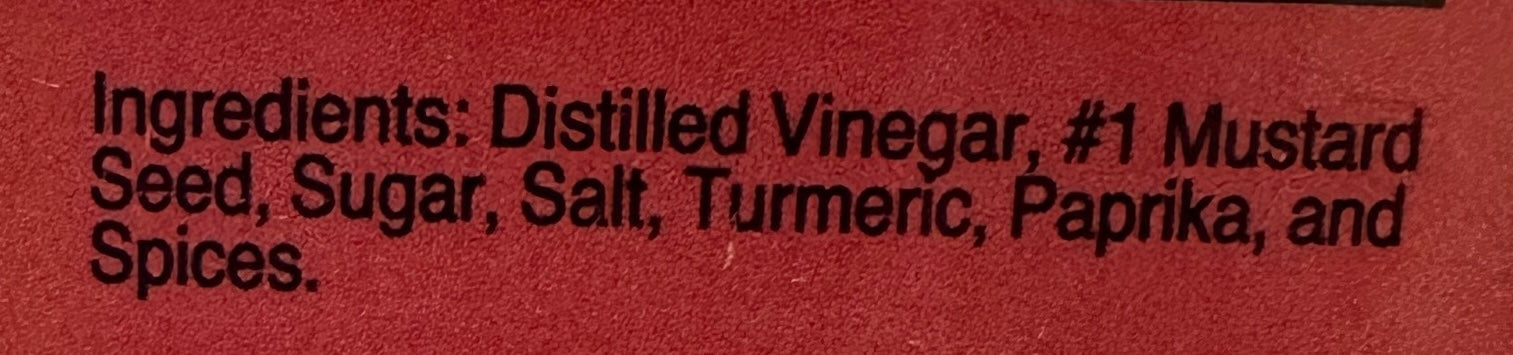 Ingredients: Distilled Vinegar, #1 Mustard
Seed, Sugar, Salt, Turmeric, Paprika, and
Spices.